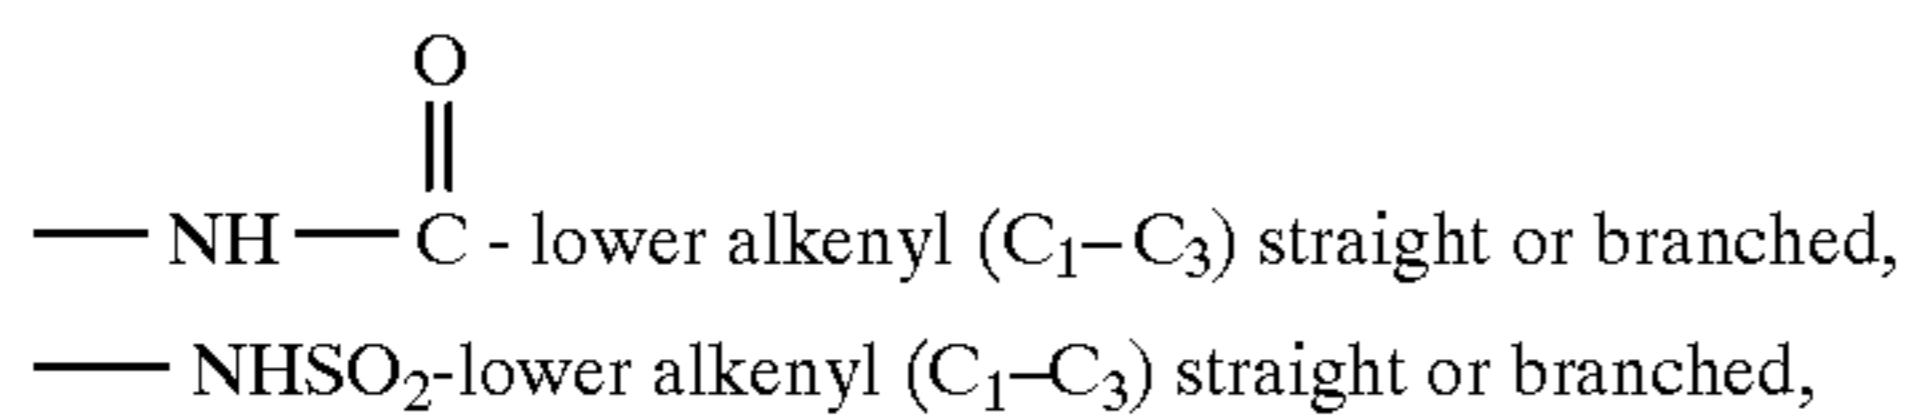 O
— NH — C - lower alkenyl (C₁–C₃) straight or branched,
— NHSO₂-lower alkenyl (C₁–C₃) straight or branched,